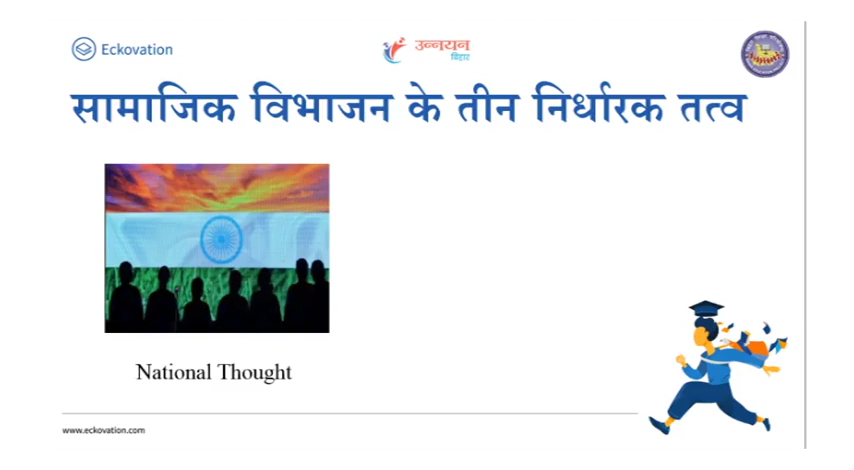 Eckovation
उन्नयन
बिहार
सामाजिक विभाजन के तीन निर्धारक तत्व
National Thought
www.eckovation.com